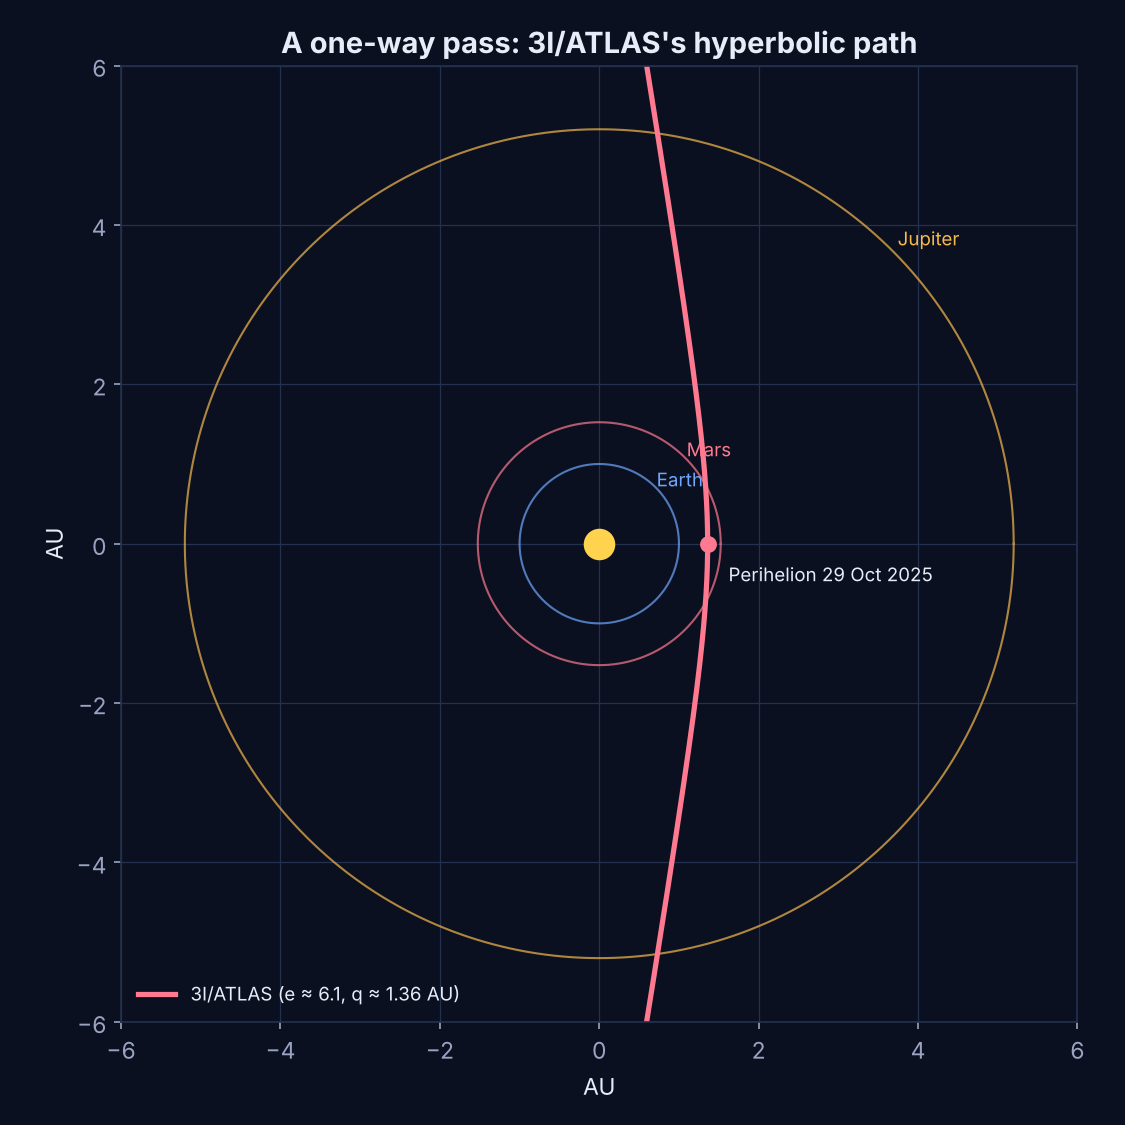 A one-way pass: 3I/ATLAS's hyperbolic path
6
4
2
0
−2
−4
−6
AU
Jupiter
Mars
Earth
Perihelion 29 Oct 2025
3I/ATLAS (e ≈ 6.1, q ≈ 1.36 AU)
−6 −4 −2 0 2 4 6
AU